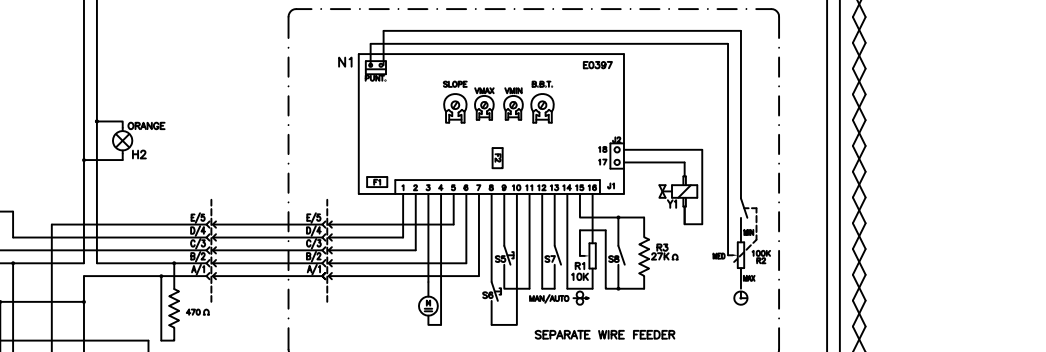 N1
PUNT.
E0397
SLOPE
VMAX
VMIN
B.B.T.
ORANGE
H2
F2
J2
18
17
F1
1 2 3 4 5 6 7 8 9 10 11 12 13 14 15 16
J1
Y1
E/5
D/4
C/3
B/2
A/1
E/5
D/4
C/3
B/2
A/1
470 Ω
M
S5
S6
S7
R1
10K
S8
R3
27K Ω
MAN/AUTO
MIN
MED
100K
R2
MAX
SEPARATE WIRE FEEDER